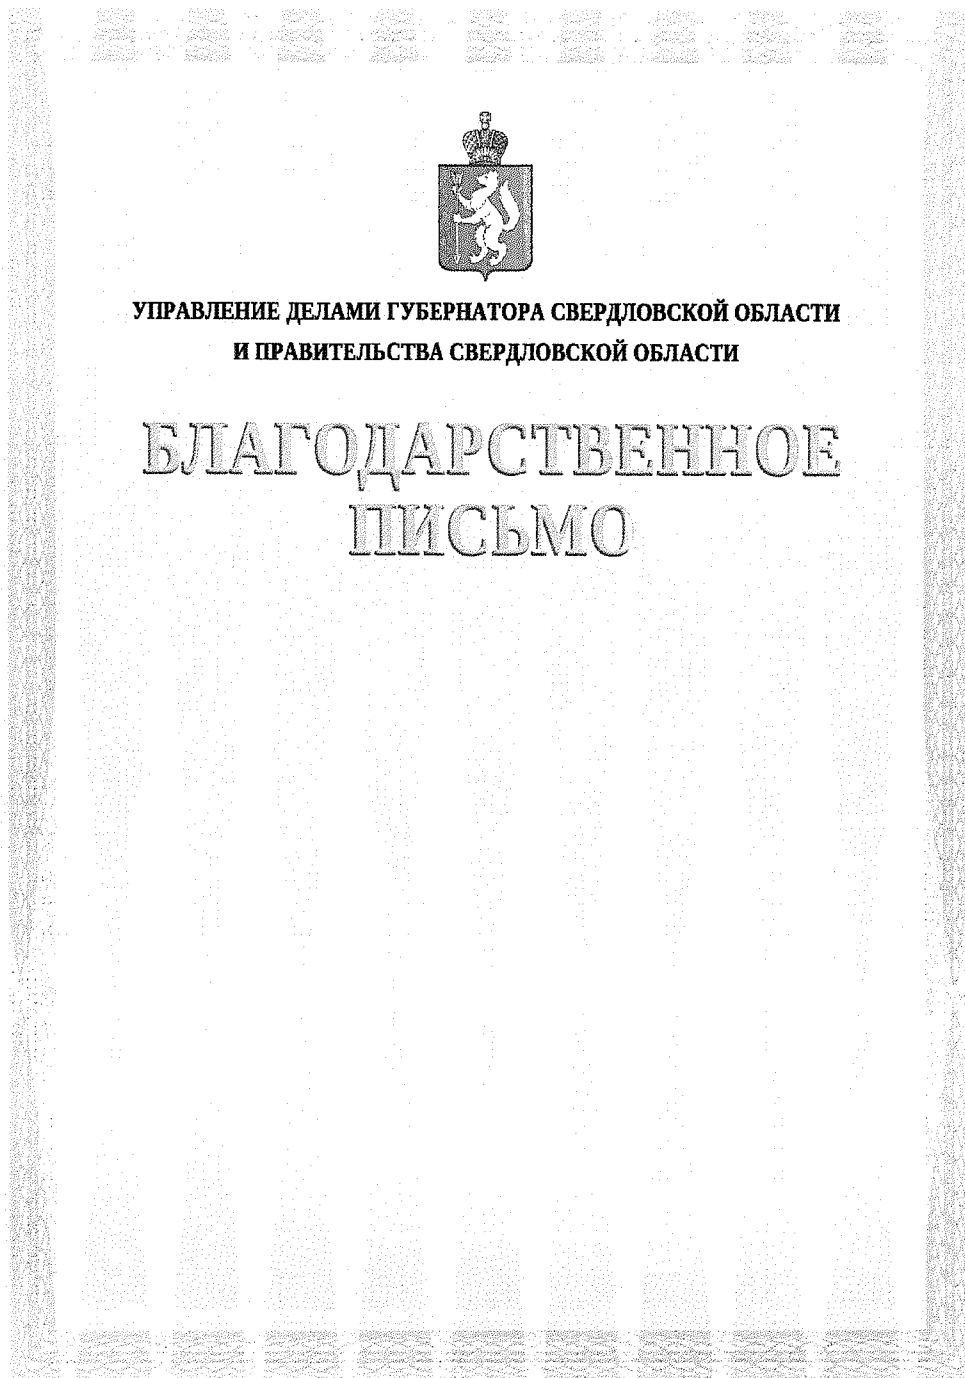 УПРАВЛЕНИЕ ДЕЛАМИ ГУБЕРНАТОРА СВЕРДЛОВСКОЙ ОБЛАСТИ
И ПРАВИТЕЛЬСТВА СВЕРДЛОВСКОЙ ОБЛАСТИ
БЛАГОДАРСТВЕННОЕ
ПИСЬМО